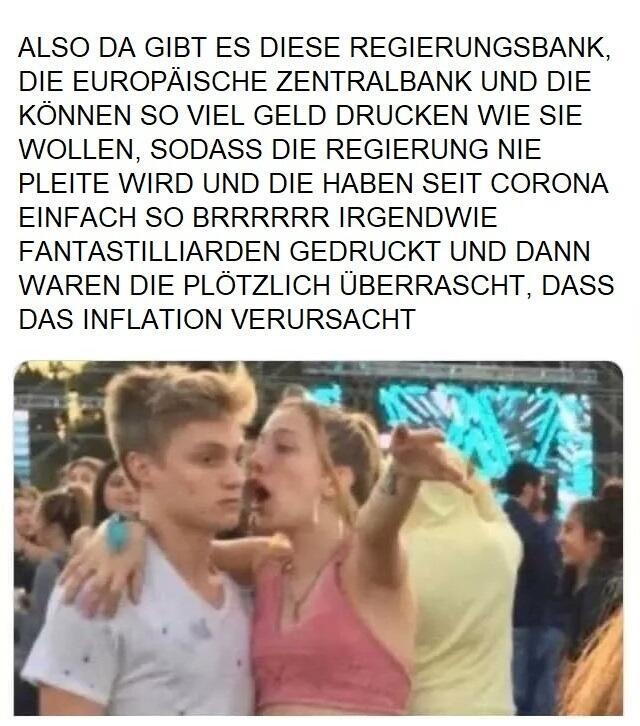 ALSO DA GIBT ES DIESE REGIERUNGSBANK,
DIE EUROPÄISCHE ZENTRALBANK UND DIE
KÖNNEN SO VIEL GELD DRUCKEN WIE SIE
WOLLEN, SODASS DIE REGIERUNG NIE
PLEITE WIRD UND DIE HABEN SEIT CORONA
EINFACH SO BRRRRRR IRGENDWIE
FANTASTILLIARDEN GEDRUCKT UND DANN
WAREN DIE PLÖTZLICH ÜBERRASCHT, DASS
DAS INFLATION VERURSACHT